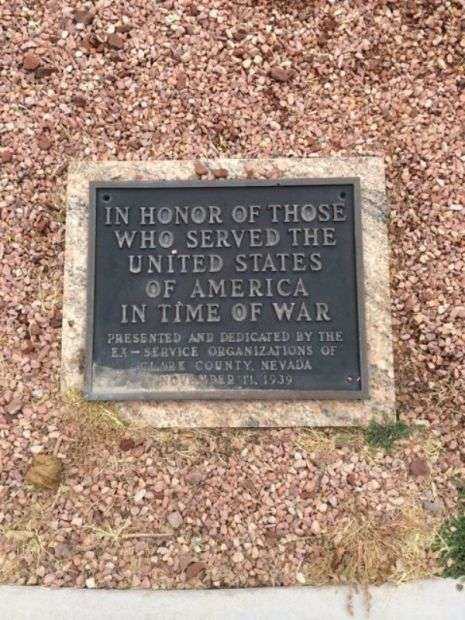 IN HONOR OF THOSE
WHO SERVED THE
UNITED STATES
OF AMERICA
IN TIME OF WAR
PRESENTED AND DEDICATED BY THE
EX-SERVICE ORGANIZATIONS OF
CLARK COUNTY, NEVADA
NOVEMBER 11, 1939